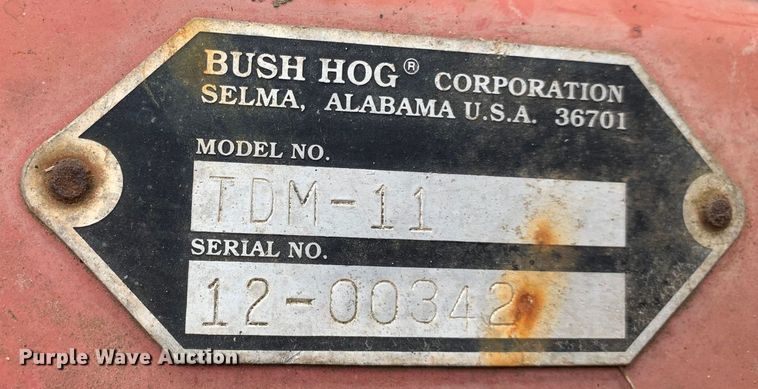 BUSH HOG® CORPORATION
SELMA, ALABAMA U.S.A. 36701
MODEL NO.
TDM-11
SERIAL NO.
12-00342
Purple Wave Auction